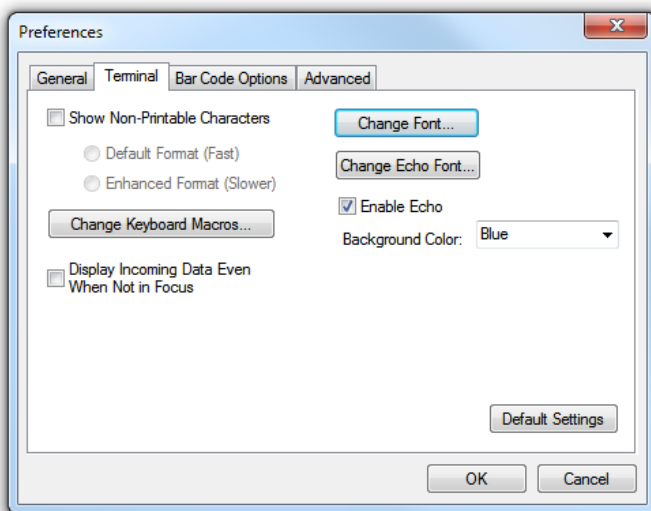 Preferences
General Terminal Bar Code Options Advanced
Show Non-Printable Characters
Default Format (Fast)
Enhanced Format (Slower)
Change Keyboard Macros...
Display Incoming Data Even
When Not in Focus
Change Font...
Change Echo Font...
Enable Echo
Background Color: Blue
Default Settings
OK Cancel